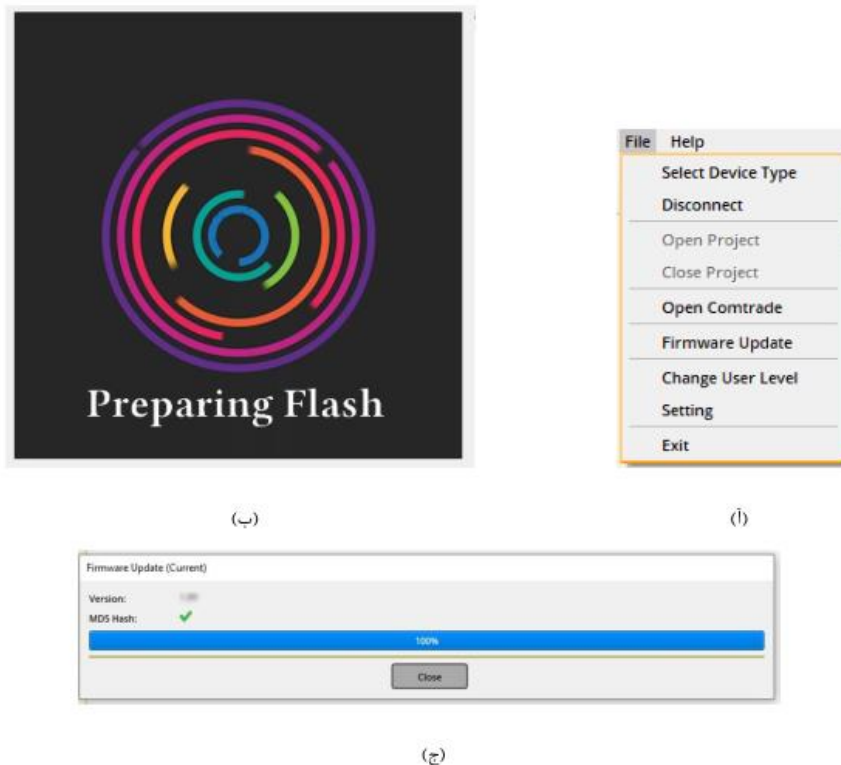 Preparing Flash
(ب)
File Help
Select Device Type
Disconnect
Open Project
Close Project
Open Comtrade
Firmware Update
Change User Level
Setting
Exit
(أ)
Firmware Update (Current)
Version:
MD5 Hash:
100%
Close
(ج)